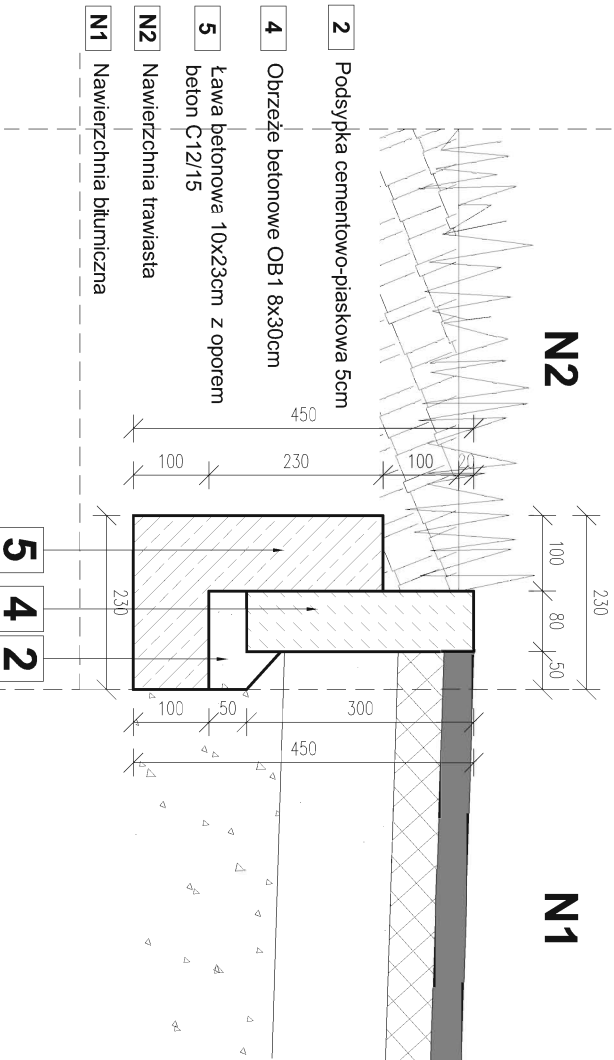 N2
N1
230
100
80
50
450
100
230
100
20
230
100
50
300
450
5
4
2
2 Podsypka cementowo-piaskowa 5cm
4 Obrzeże betonowe OB1 8x30cm
5 Ława betonowa 10x23cm z oporem
beton C12/15
N2 Nawierzchnia trawiasta
N1 Nawierzchnia bitumiczna